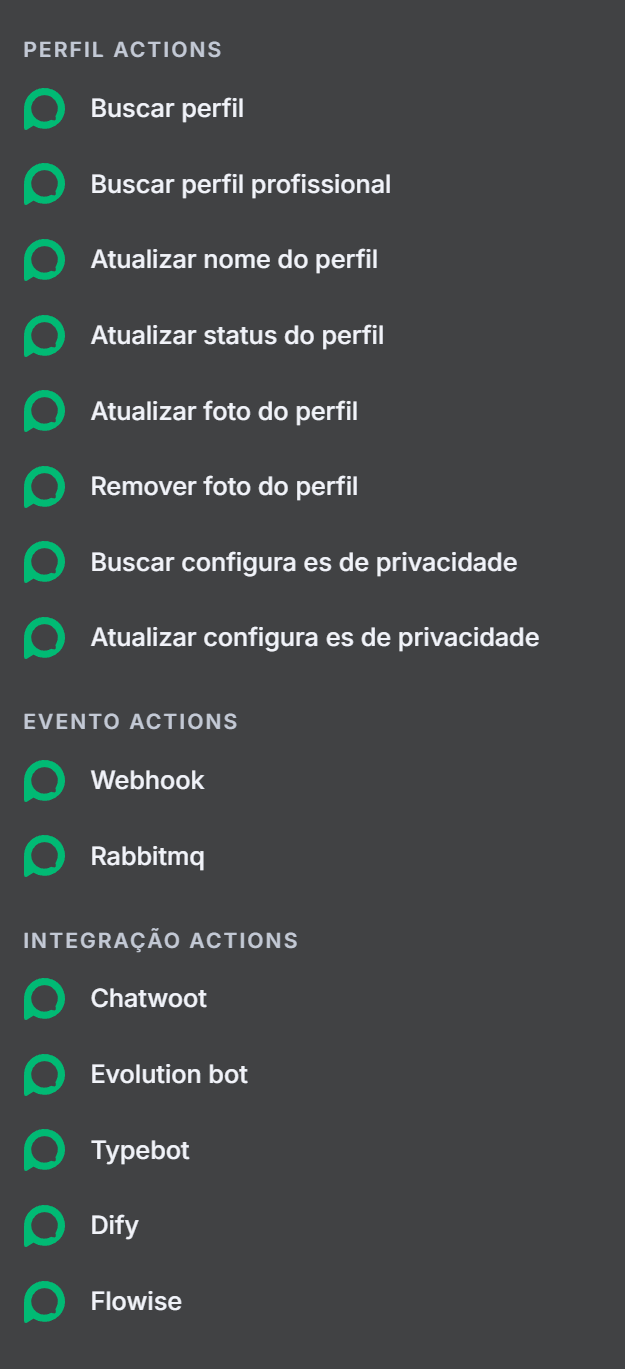 PERFIL ACTIONS
Buscar perfil
Buscar perfil profissional
Atualizar nome do perfil
Atualizar status do perfil
Atualizar foto do perfil
Remover foto do perfil
Buscar configura es de privacidade
Atualizar configura es de privacidade
EVENTO ACTIONS
Webhook
Rabbitmq
INTEGRAÇÃO ACTIONS
Chatwoot
Evolution bot
Typebot
Dify
Flowise